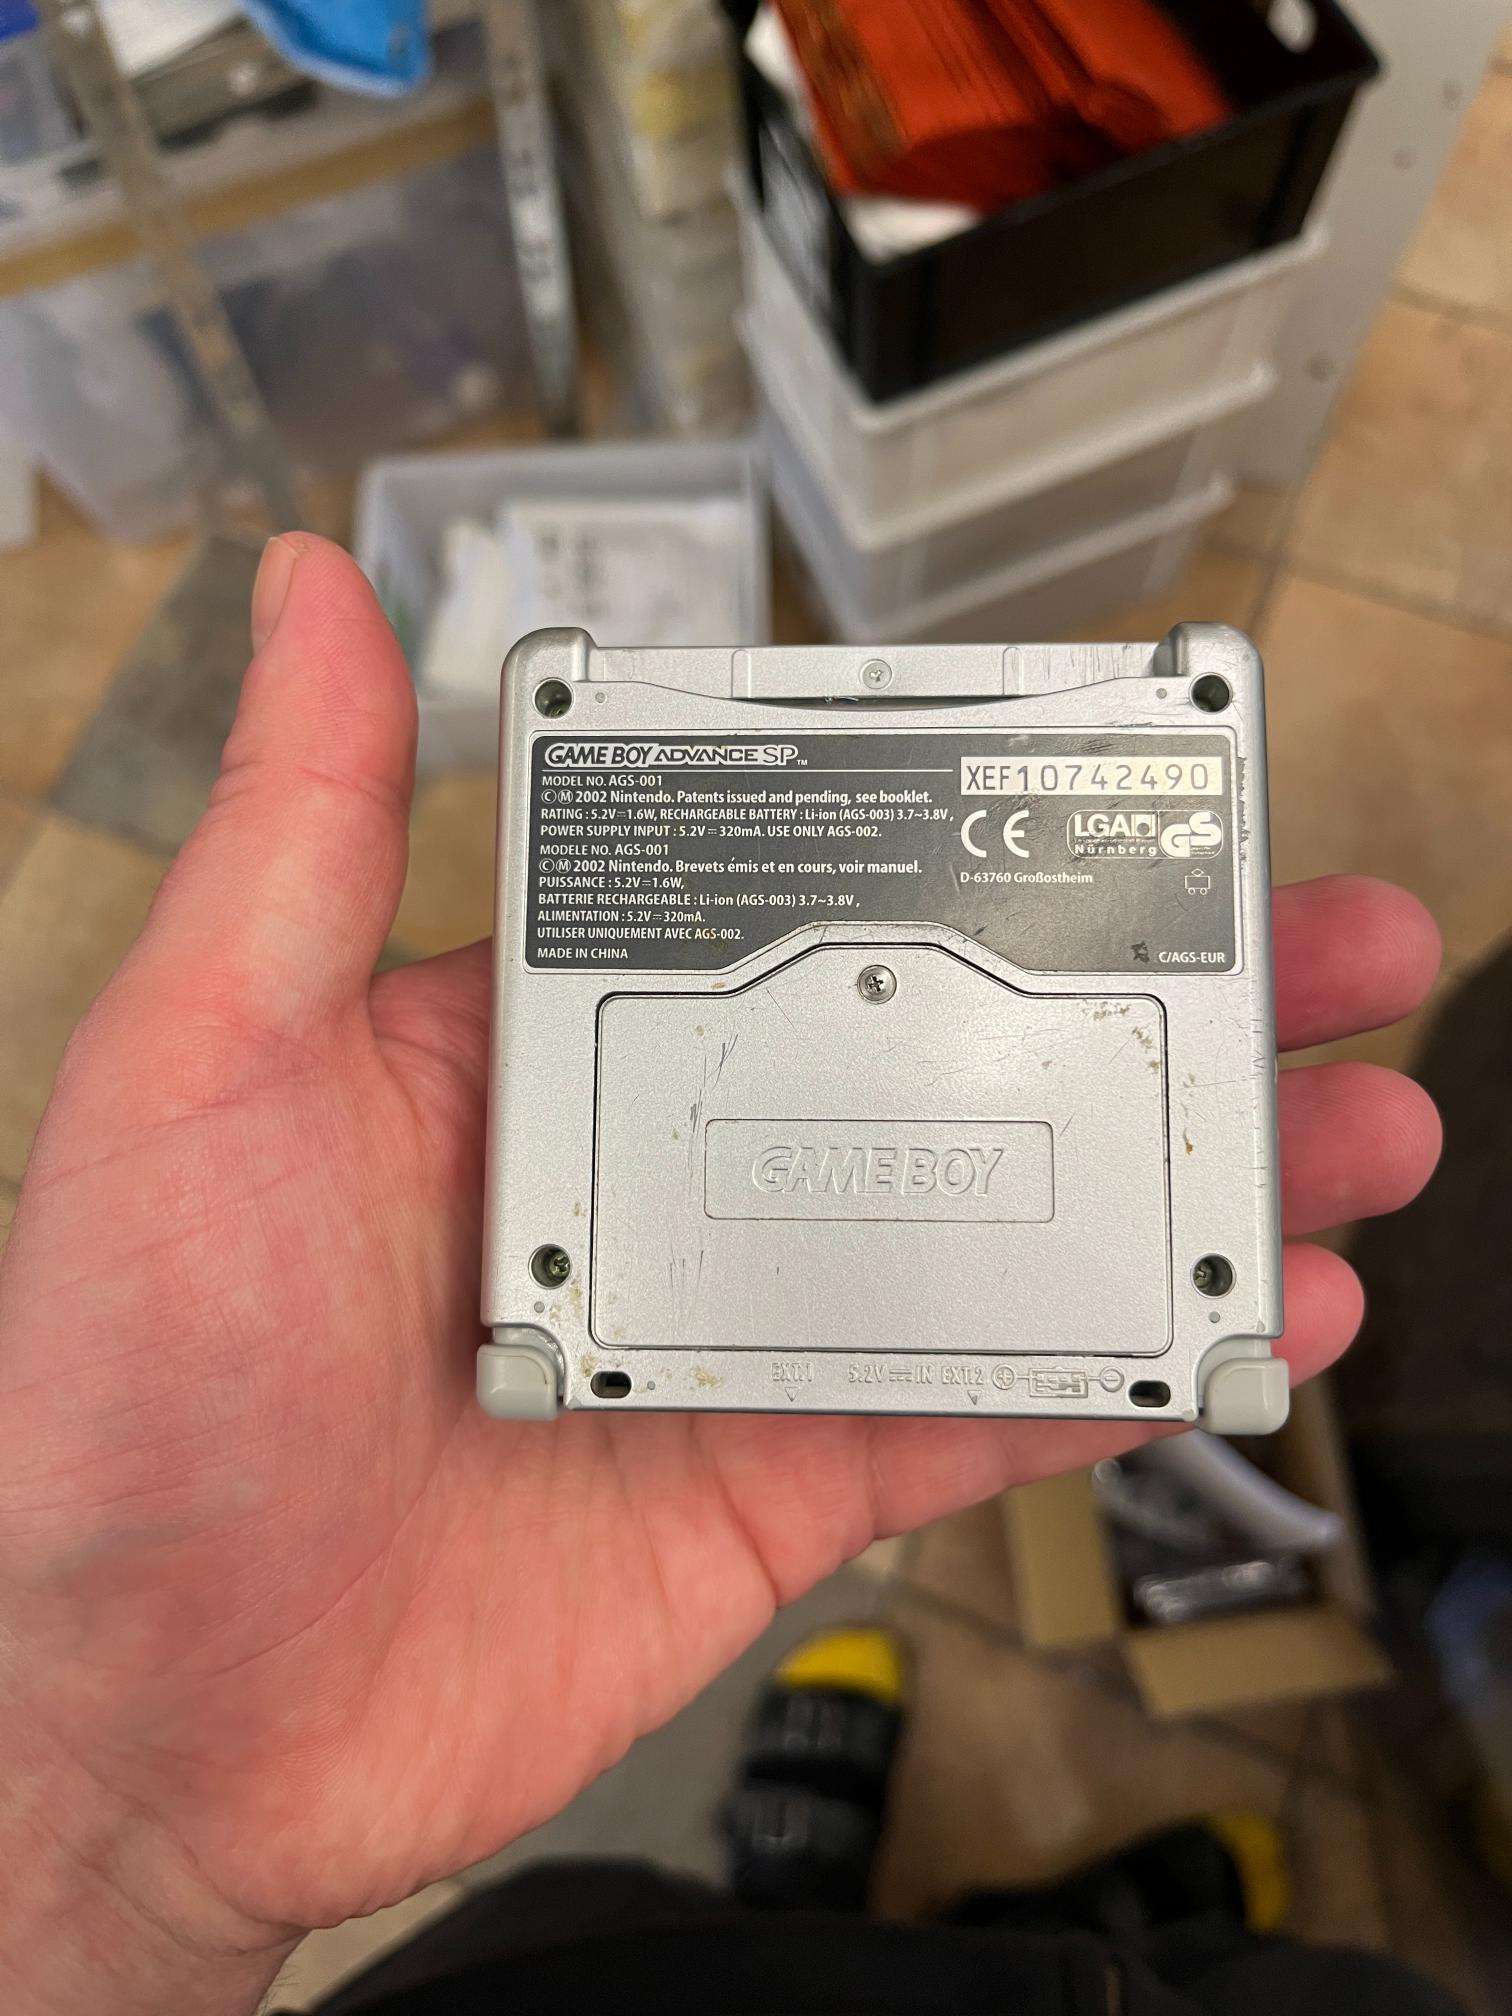 GAME BOY ADVANCE SP™
XEF10742490
MODEL NO. AGS-001
ⒸⓂ 2002 Nintendo. Patents issued and pending, see booklet.
RATING : 5.2V⎓1.6W, RECHARGEABLE BATTERY : Li-ion (AGS-003) 3.7~3.8V ,
POWER SUPPLY INPUT : 5.2V⎓320mA. USE ONLY AGS-002.
MODELE NO. AGS-001
ⒸⓂ 2002 Nintendo. Brevets émis et en cours, voir manuel.
PUISSANCE : 5.2V⎓1.6W,
BATTERIE RECHARGEABLE : Li-ion (AGS-003) 3.7~3.8V ,
ALIMENTATION : 5.2V⎓320mA.
UTILISER UNIQUEMENT AVEC AGS-002.
MADE IN CHINA
CE
LGA
Nürnberg
GS
D-63760 Großostheim
C/AGS-EUR
GAME BOY
EXT.1 5.2V⎓IN EXT.2